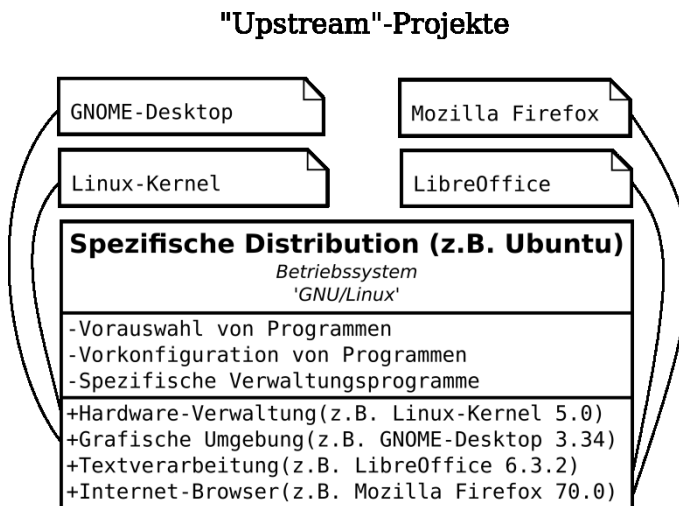 "Upstream"-Projekte
GNOME-Desktop
Mozilla Firefox
Linux-Kernel
LibreOffice
Spezifische Distribution (z.B. Ubuntu)
Betriebssystem
'GNU/Linux'
-Vorauswahl von Programmen
-Vorkonfiguration von Programmen
-Spezifische Verwaltungsprogramme
+Hardware-Verwaltung(z.B. Linux-Kernel 5.0)
+Grafische Umgebung(z.B. GNOME-Desktop 3.34)
+Textverarbeitung(z.B. LibreOffice 6.3.2)
+Internet-Browser(z.B. Mozilla Firefox 70.0)